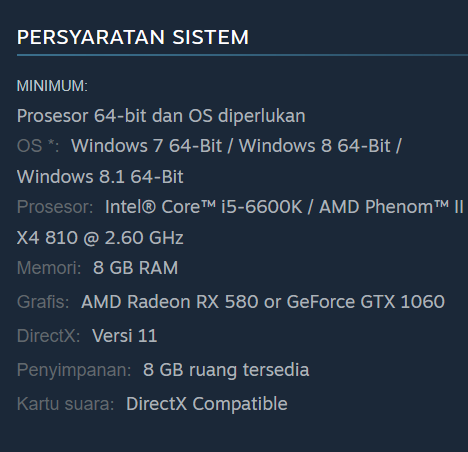 PERSYARATAN SISTEM
MINIMUM:
Prosesor 64-bit dan OS diperlukan
OS *: Windows 7 64-Bit / Windows 8 64-Bit /
Windows 8.1 64-Bit
Prosesor: Intel® Core™ i5-6600K / AMD Phenom™ II
X4 810 @ 2.60 GHz
Memori: 8 GB RAM
Grafis: AMD Radeon RX 580 or GeForce GTX 1060
DirectX: Versi 11
Penyimpanan: 8 GB ruang tersedia
Kartu suara: DirectX Compatible